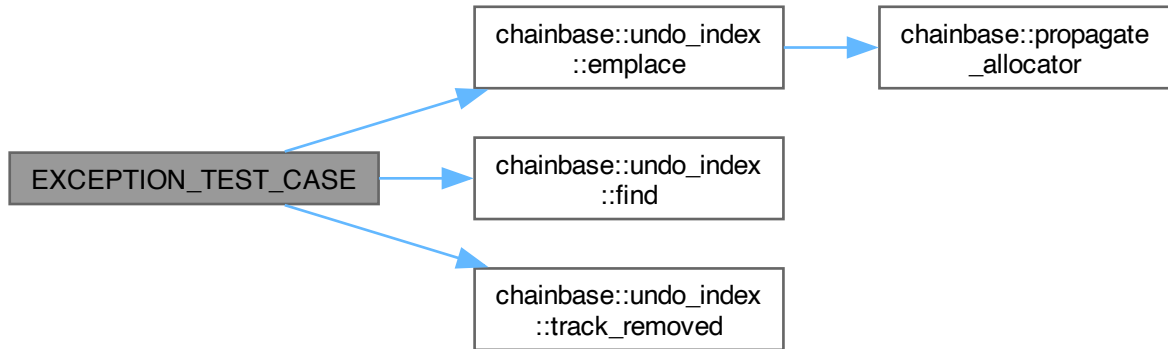 chainbase::undo_index
::emplace
chainbase::propagate
_allocator
EXCEPTION_TEST_CASE
chainbase::undo_index
::find
chainbase::undo_index
::track_removed